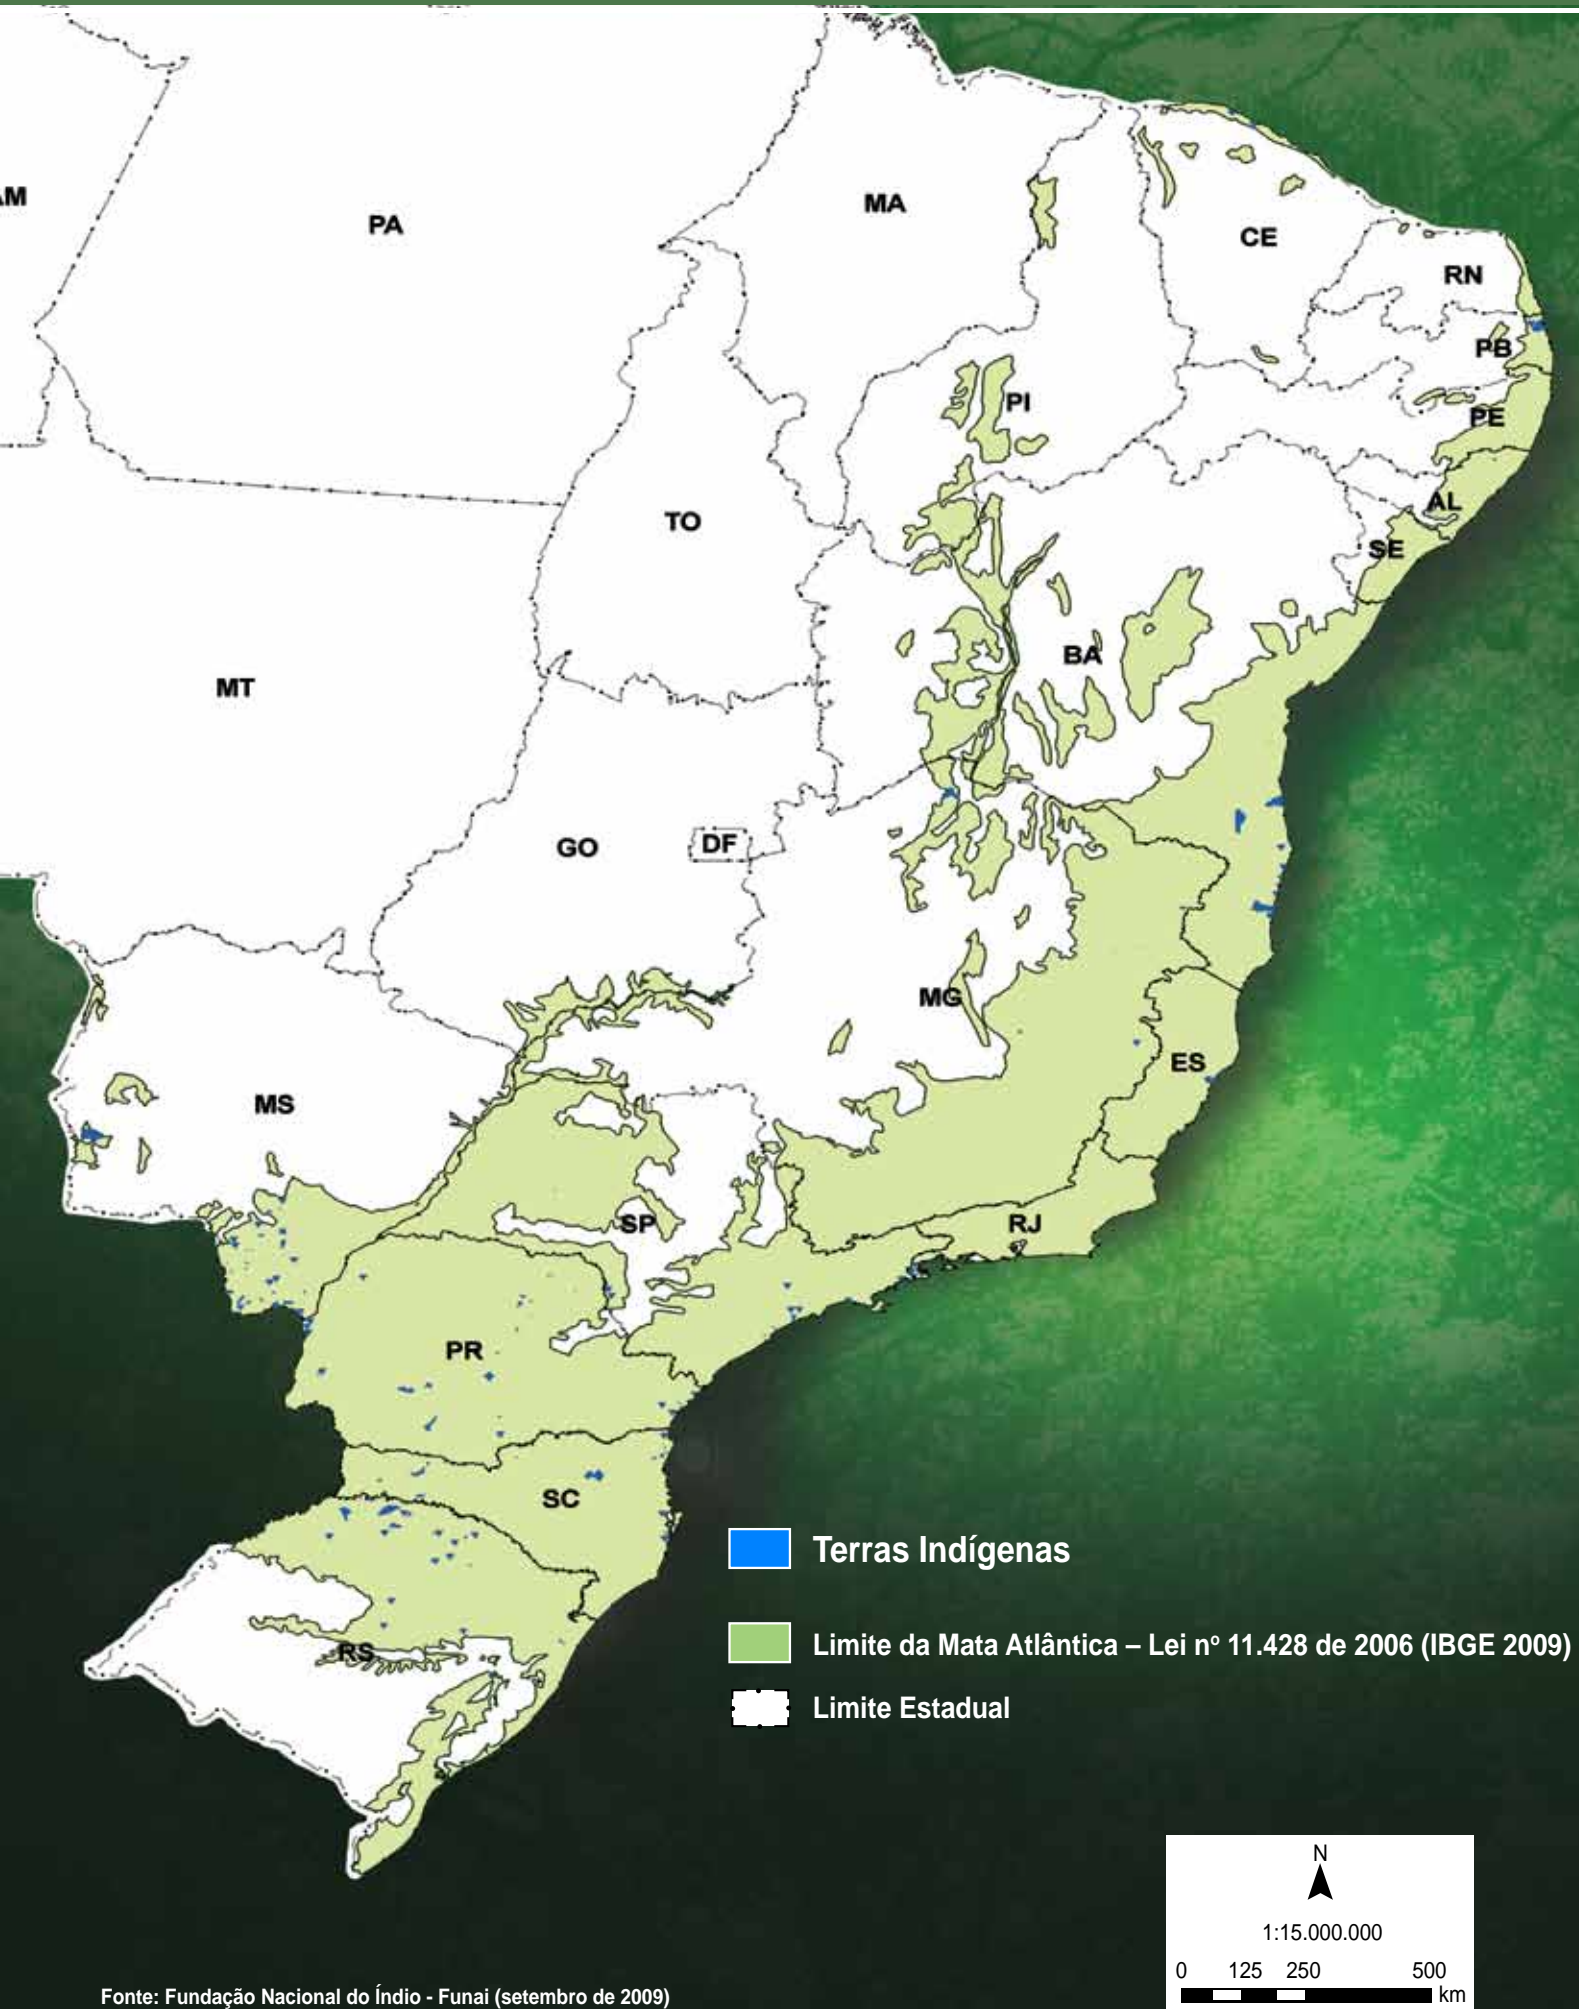 AM
PA
MA
CE
RN
PB
PI
PE
AL
TO
SE
BA
MT
GO
DF
MG
ES
MS
SP
RJ
PR
SC
RS
Terras Indígenas
Limite da Mata Atlântica – Lei nº 11.428 de 2006 (IBGE 2009)
Limite Estadual
N
1:15.000.000
0 125 250 500
km
Fonte: Fundação Nacional do Índio - Funai (setembro de 2009)